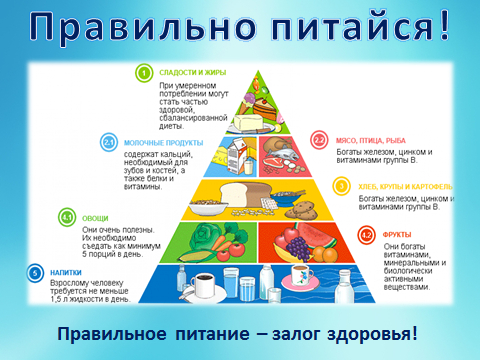 Правильно питайся!
1 СЛАДОСТИ И ЖИРЫ
При умеренном
потреблении могут
стать частью
здоровой,
сбалансированной
диеты.
2.1 МОЛОЧНЫЕ ПРОДУКТЫ
содержат кальций,
необходимый для
зубов и костей, а
также белки и
витамины.
2.2 МЯСО, ПТИЦА, РЫБА
Богаты железом, цинком и
витаминами группы В.
3 ХЛЕБ, КРУПЫ И КАРТОФЕЛЬ
Богаты железом, цинком и
витаминами группы В.
4.1 ОВОЩИ
Они очень полезны.
Их необходимо
съедать как минимум
5 порций в день.
4.2 ФРУКТЫ
Они богаты
витаминами,
минеральными и
биологически
активными
веществами.
5 НАПИТКИ
Взрослому человеку
требуется не меньше
1,5 л жидкости в день.
Правильное питание – залог здоровья!